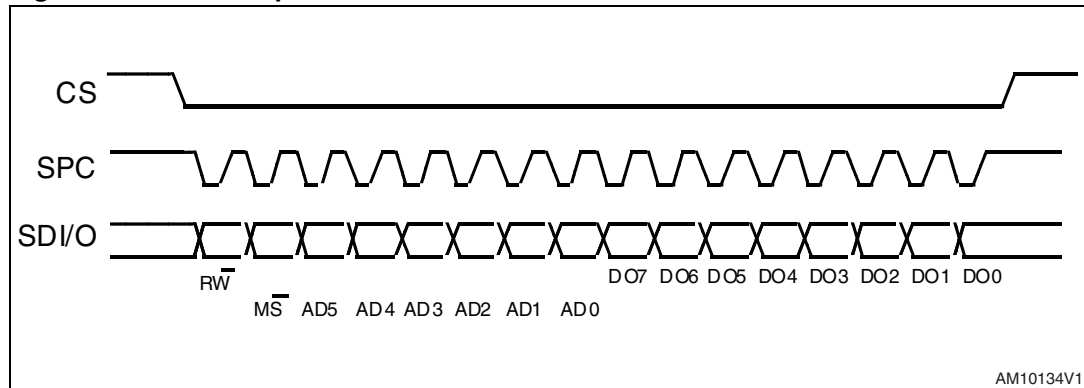 CS
SPC
SDI/O
RW
DO7 DO6 DO5 DO4 DO3 DO2 DO1 DO0
MS AD5 AD4 AD3 AD2 AD1 AD0
AM10134V1